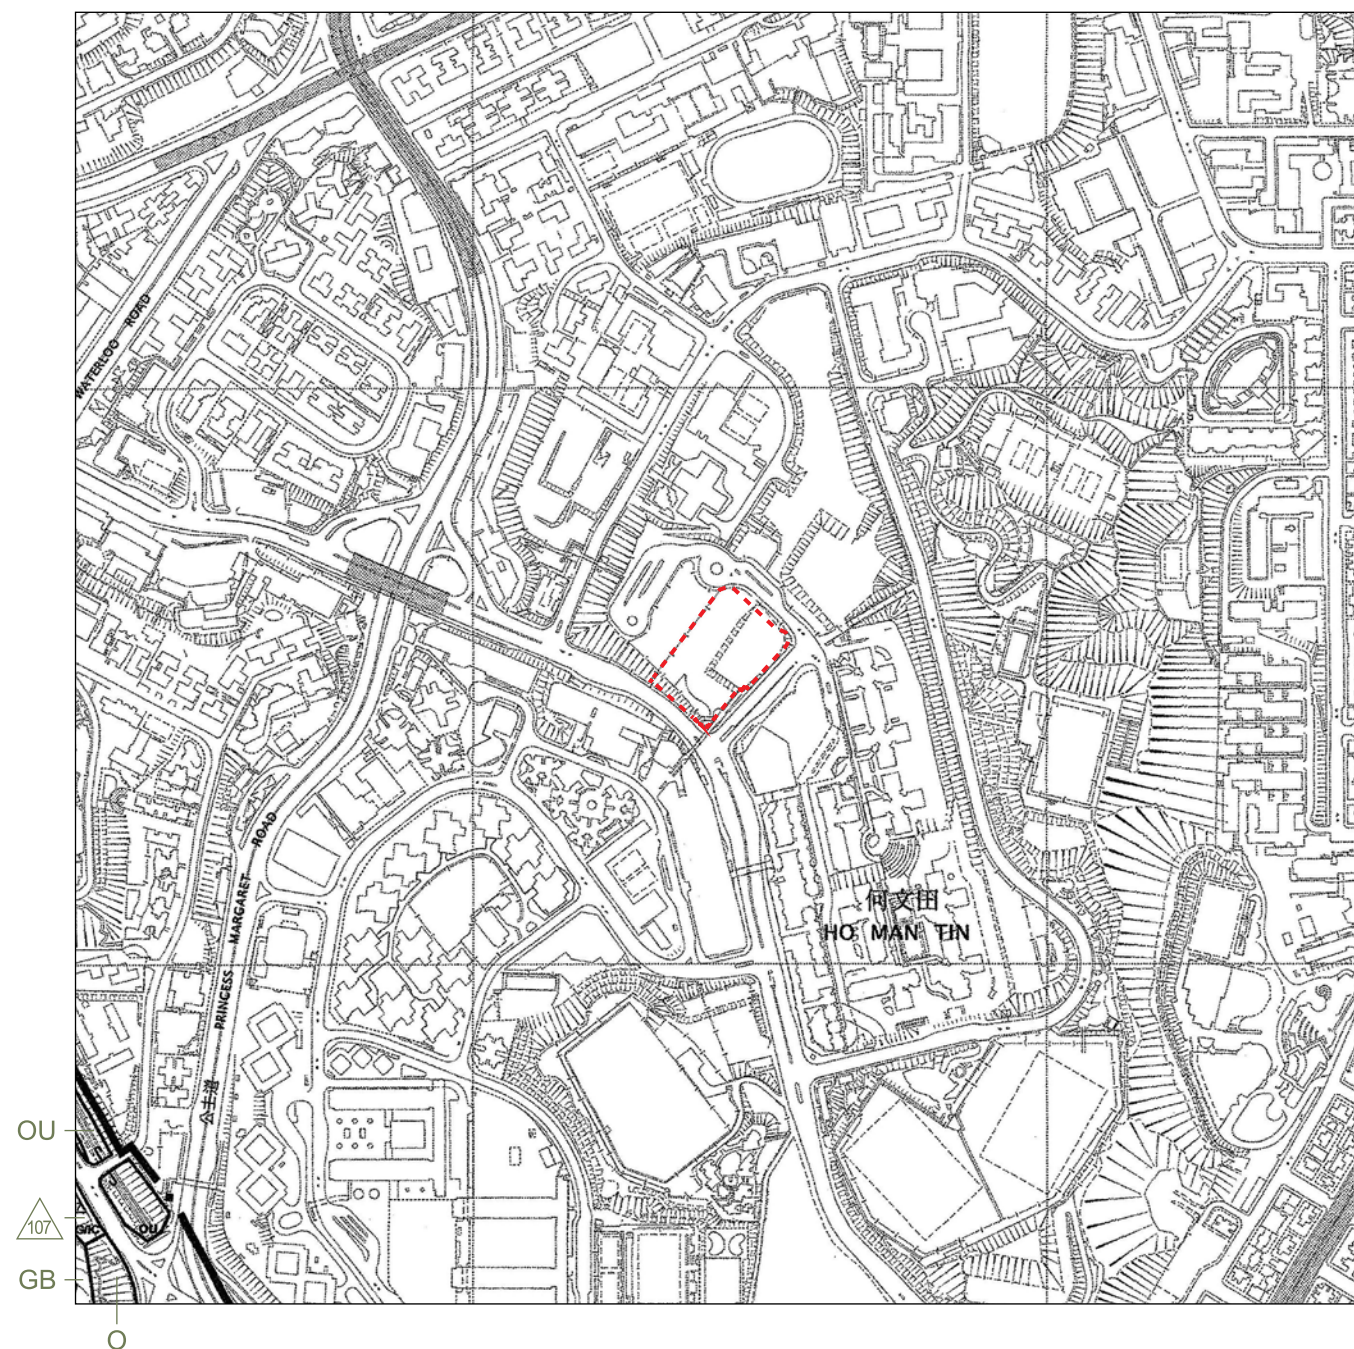 WATERLOO ROAD
何文田
HO MAN TIN
PRINCESS MARGARET ROAD
公主道
OU
107
G/IC
OU
GB
O